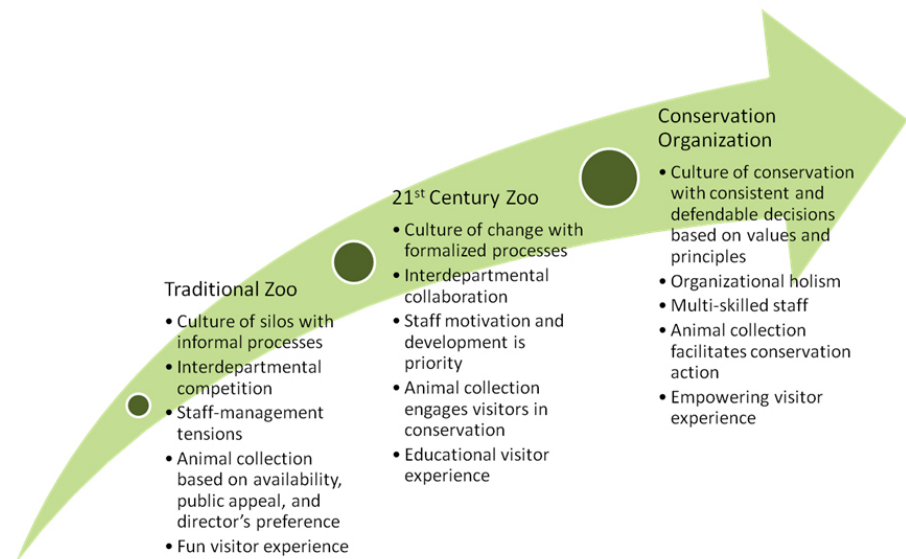 Traditional Zoo
• Culture of silos with
informal processes
• Interdepartmental
competition
• Staff-management
tensions
• Animal collection
based on availability,
public appeal, and
director's preference
• Fun visitor experience
21st Century Zoo
• Culture of change with
formalized processes
• Interdepartmental
collaboration
• Staff motivation and
development is
priority
• Animal collection
engages visitors in
conservation
• Educational visitor
experience
Conservation
Organization
• Culture of conservation
with consistent and
defendable decisions
based on values and
principles
• Organizational holism
• Multi-skilled staff
• Animal collection
facilitates conservation
action
• Empowering visitor
experience